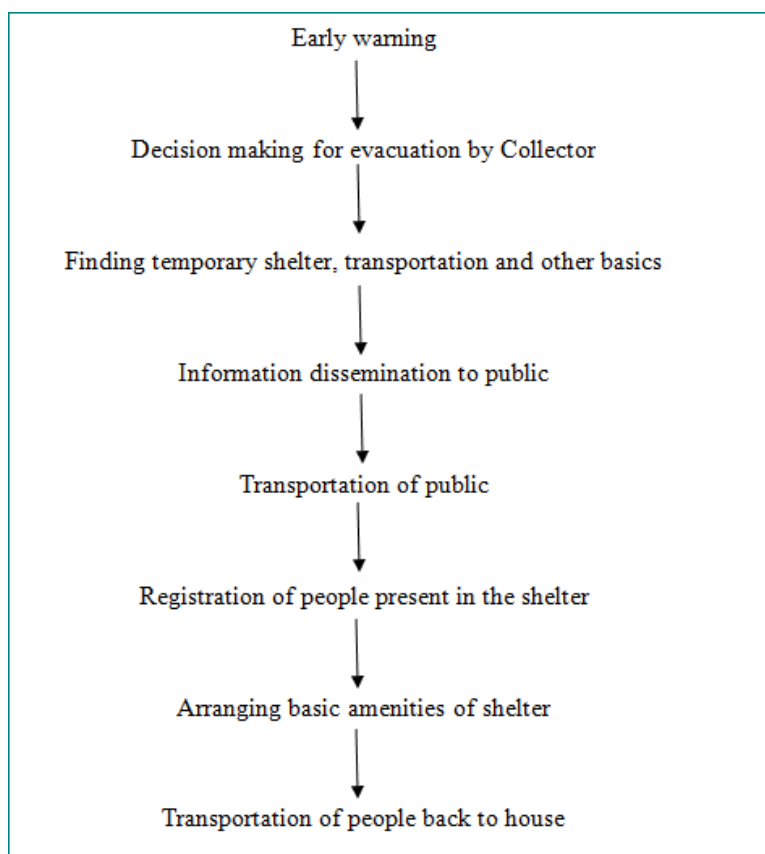 Early warning
Decision making for evacuation by Collector
Finding temporary shelter, transportation and other basics
Information dissemination to public
Transportation of public
Registration of people present in the shelter
Arranging basic amenities of shelter
Transportation of people back to house